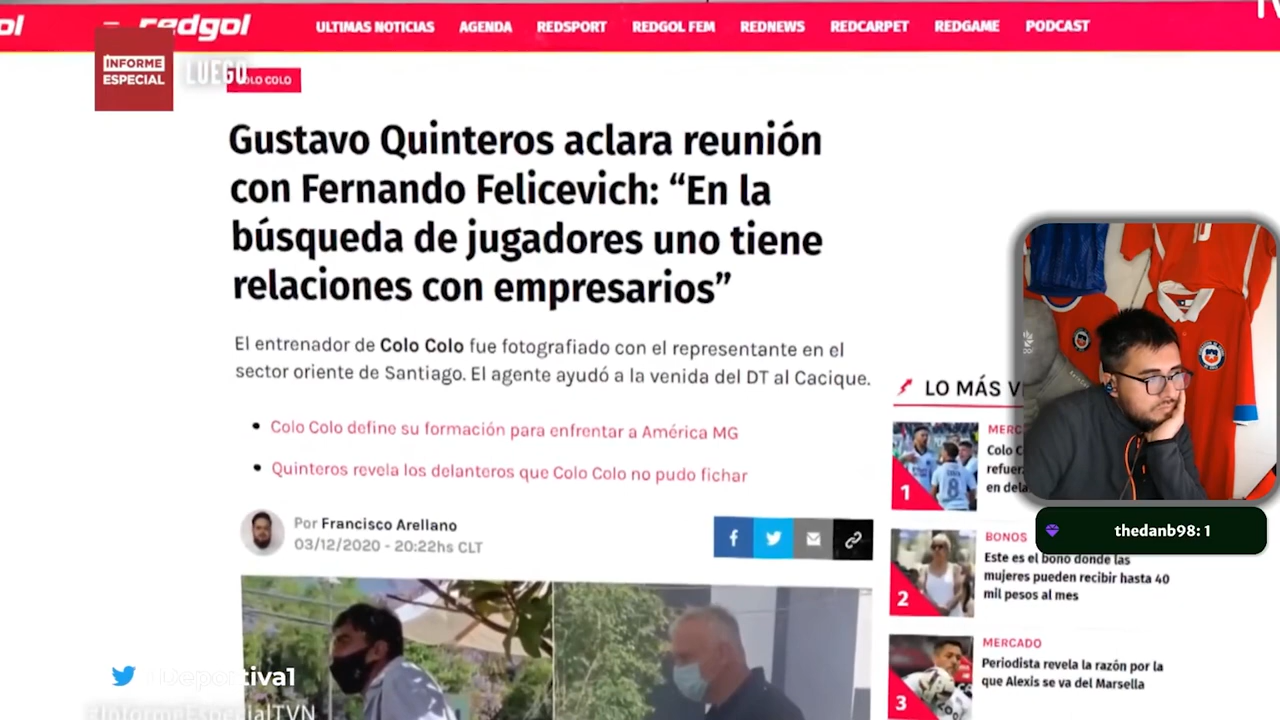 ol
redgol
ULTIMAS NOTICIAS AGENDA REDSPORT REDGOL FEM REDNEWS REDCARPET REDGAME PODCAST
INFORME
ESPECIAL
LUEGO
COLO COLO
Gustavo Quinteros aclara reunión
con Fernando Felicevich: “En la
búsqueda de jugadores uno tiene
relaciones con empresarios”
El entrenador de Colo Colo fue fotografiado con el representante en el
sector oriente de Santiago. El agente ayudó a la venida del DT al Cacique.
• Colo Colo define su formación para enfrentar a América MG
• Quinteros revela los delanteros que Colo Colo no pudo fichar
Por Francisco Arellano
03/12/2020 - 20:22hs CLT
LO MÁS V
MERC
Colo C
refuer
en dela
1
BONOS
Este es el bono donde las
mujeres pueden recibir hasta 40
mil pesos al mes
2
MERCADO
Periodista revela la razón por la
que Alexis se va del Marsella
3
thedanb98: 1
Deportiva1
#InformeEspecialTVN